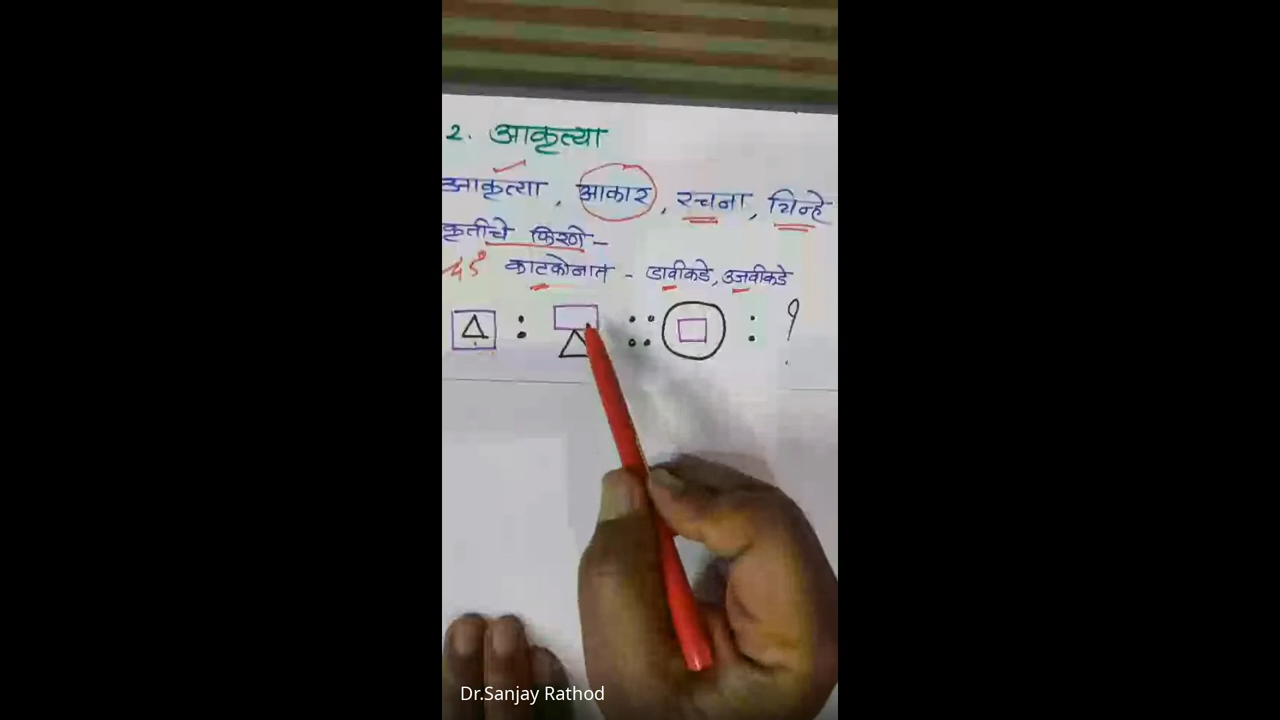 2. आकृत्या
आकृत्या, आकार, रचना, चिन्हे
कृतीचे फिरणे-
45° काटकोनात - डावीकडे, उजवीकडे
: :: : ?
Dr.Sanjay Rathod